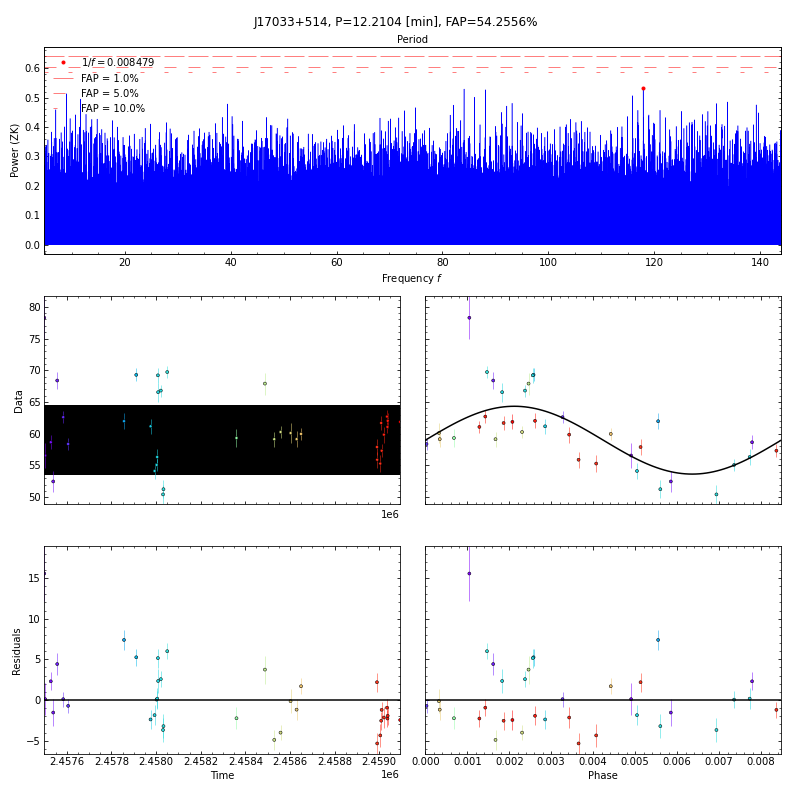 J17033+514, P=12.2104 [min], FAP=54.2556%
Period
Power (ZK)
0.6
0.5
0.4
0.3
0.2
0.1
0.0
1/f = 0.008479
FAP = 1.0%
FAP = 5.0%
FAP = 10.0%
20 40 60 80 100 120 140
Frequency f
Data
80
75
70
65
60
55
50
1e6
Residuals
15
10
5
0
−5
2.4576 2.4578 2.4580 2.4582 2.4584 2.4586 2.4588 2.4590
1e6
Time
0.000 0.001 0.002 0.003 0.004 0.005 0.006 0.007 0.008
Phase